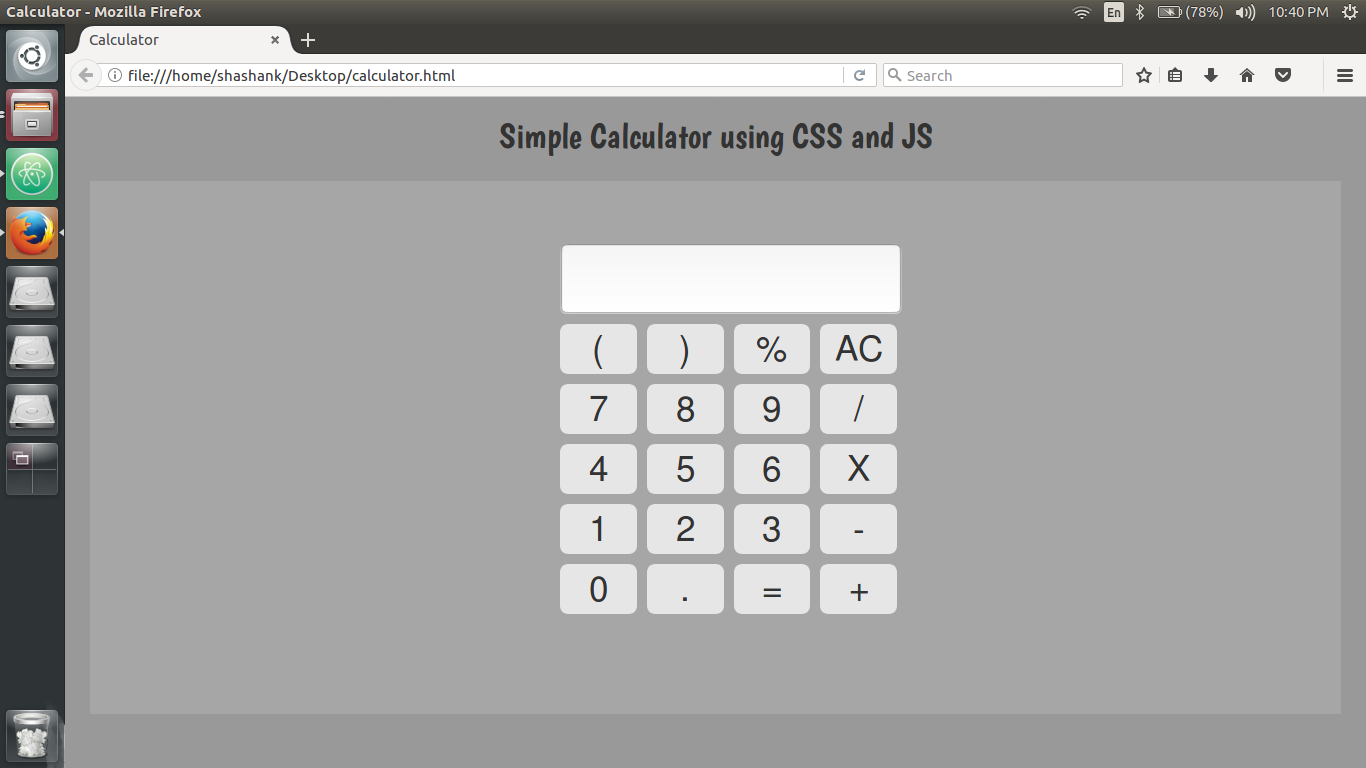 Calculator - Mozilla Firefox En (78%) 10:40 PM
Calculator
file:///home/shashank/Desktop/calculator.html Search
Simple Calculator using CSS and JS
( ) % AC
7 8 9 /
4 5 6 X
1 2 3 -
0 . = +